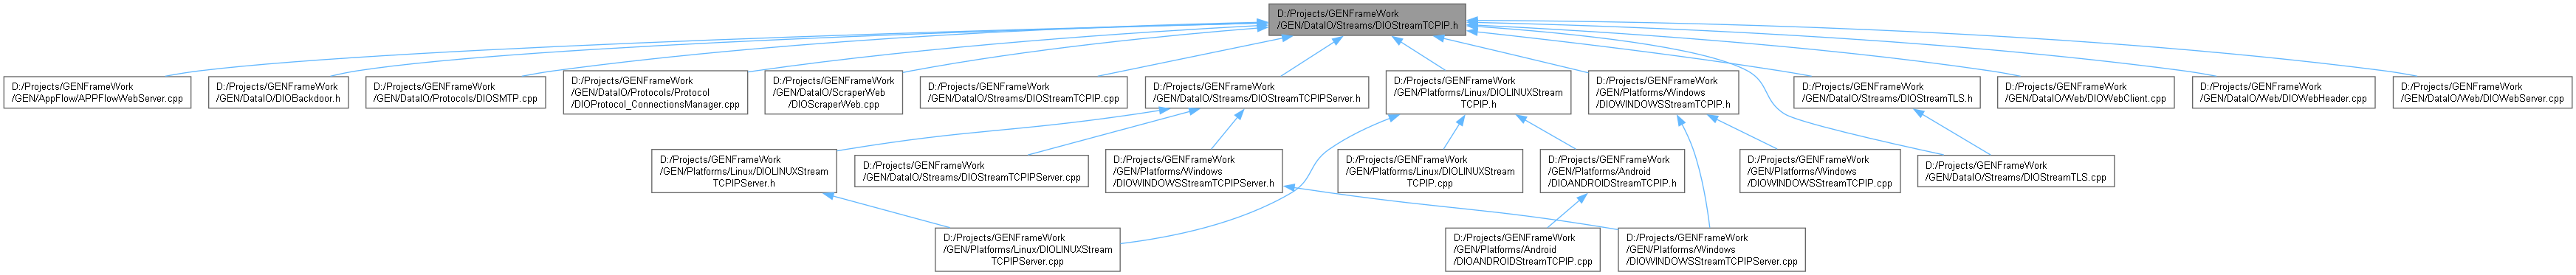 D:/Projects/GENFrameWork
/GEN/DataIO/Streams/DIOStreamTCPIP.h
D:/Projects/GENFrameWork
/GEN/AppFlow/APPFlowWebServer.cpp
D:/Projects/GENFrameWork
/GEN/DataIO/DIOBackdoor.h
D:/Projects/GENFrameWork
/GEN/DataIO/Protocols/DIOSMTP.cpp
D:/Projects/GENFrameWork
/GEN/DataIO/Protocols/Protocol
/DIOProtocol_ConnectionsManager.cpp
D:/Projects/GENFrameWork
/GEN/DataIO/ScraperWeb
/DIOScraperWeb.cpp
D:/Projects/GENFrameWork
/GEN/DataIO/Streams/DIOStreamTCPIP.cpp
D:/Projects/GENFrameWork
/GEN/DataIO/Streams/DIOStreamTCPIPServer.h
D:/Projects/GENFrameWork
/GEN/Platforms/Linux/DIOLINUXStream
TCPIP.h
D:/Projects/GENFrameWork
/GEN/Platforms/Windows
/DIOWINDOWSStreamTCPIP.h
D:/Projects/GENFrameWork
/GEN/DataIO/Streams/DIOStreamTLS.h
D:/Projects/GENFrameWork
/GEN/DataIO/Web/DIOWebClient.cpp
D:/Projects/GENFrameWork
/GEN/DataIO/Web/DIOWebHeader.cpp
D:/Projects/GENFrameWork
/GEN/DataIO/Web/DIOWebServer.cpp
D:/Projects/GENFrameWork
/GEN/Platforms/Linux/DIOLINUXStream
TCPIPServer.h
D:/Projects/GENFrameWork
/GEN/DataIO/Streams/DIOStreamTCPIPServer.cpp
D:/Projects/GENFrameWork
/GEN/Platforms/Windows
/DIOWINDOWSStreamTCPIPServer.h
D:/Projects/GENFrameWork
/GEN/Platforms/Linux/DIOLINUXStream
TCPIP.cpp
D:/Projects/GENFrameWork
/GEN/Platforms/Android
/DIOANDROIDStreamTCPIP.h
D:/Projects/GENFrameWork
/GEN/Platforms/Windows
/DIOWINDOWSStreamTCPIP.cpp
D:/Projects/GENFrameWork
/GEN/DataIO/Streams/DIOStreamTLS.cpp
D:/Projects/GENFrameWork
/GEN/Platforms/Linux/DIOLINUXStream
TCPIPServer.cpp
D:/Projects/GENFrameWork
/GEN/Platforms/Android
/DIOANDROIDStreamTCPIP.cpp
D:/Projects/GENFrameWork
/GEN/Platforms/Windows
/DIOWINDOWSStreamTCPIPServer.cpp